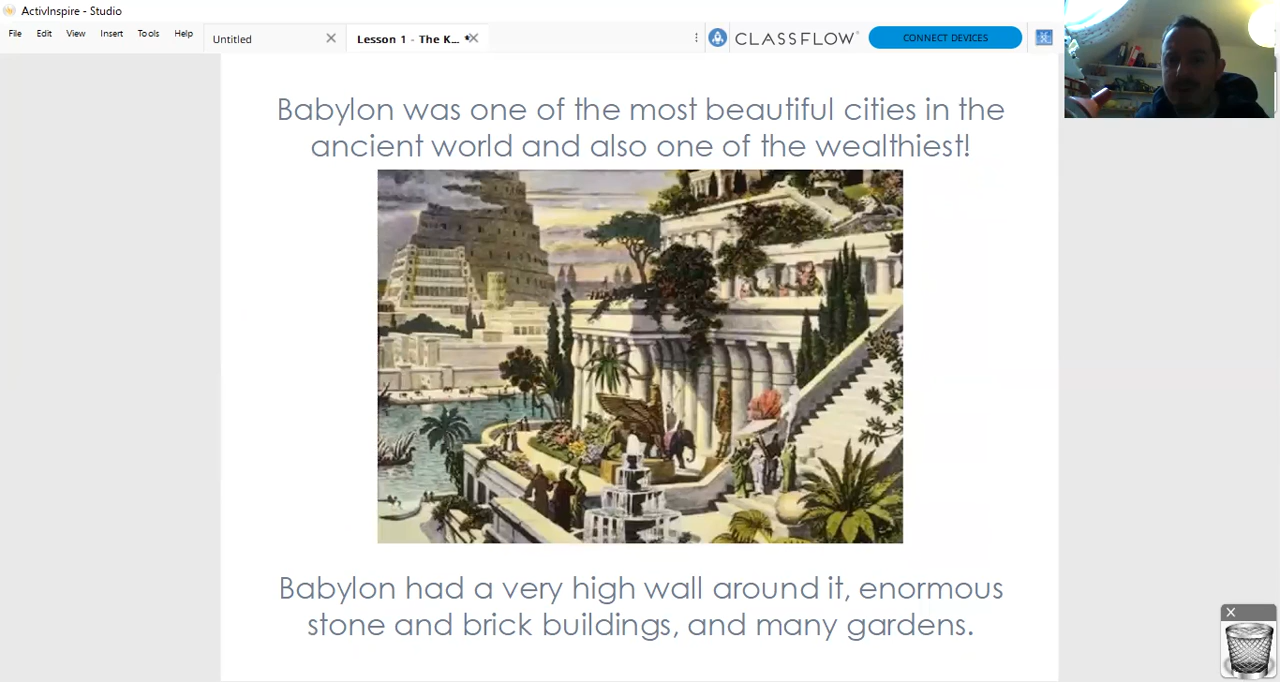 ActivInspire - Studio
File Edit View Insert Tools Help
Untitled
Lesson 1 - The K...
CLASSFLOW
CONNECT DEVICES
Babylon was one of the most beautiful cities in the
ancient world and also one of the wealthiest!
Babylon had a very high wall around it, enormous
stone and brick buildings, and many gardens.